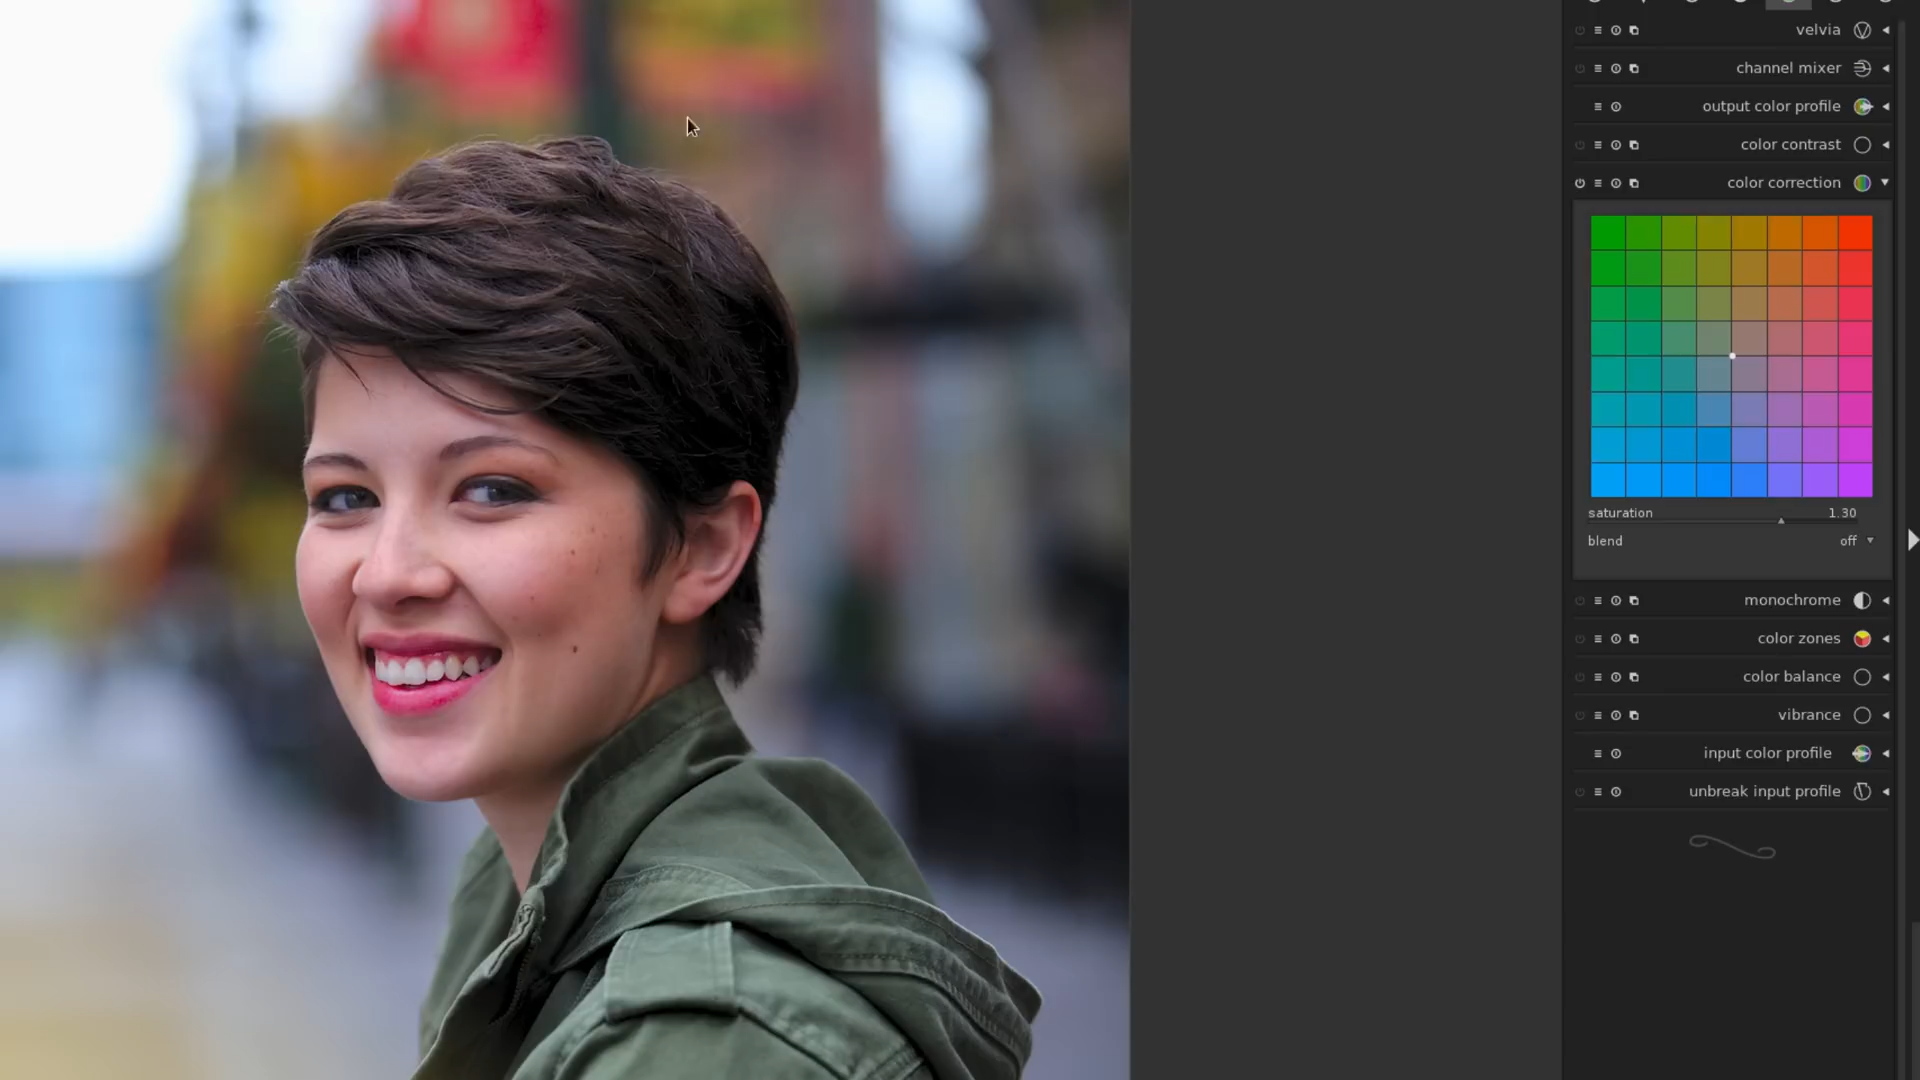 velvia
channel mixer
output color profile
color contrast
color correction
saturation 1.30
blend off
monochrome
color zones
color balance
vibrance
input color profile
unbreak input profile